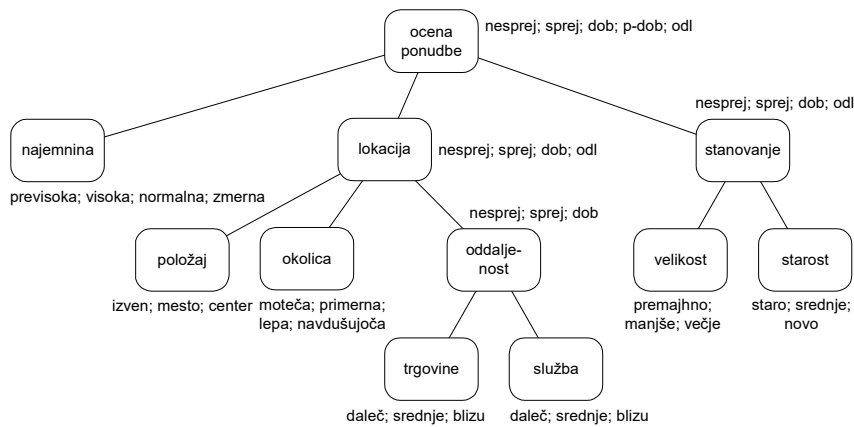 ocena
ponudbe
nesprej; sprej; dob; p-dob; odl
najemnina
previsoka; visoka; normalna; zmerna
lokacija
nesprej; sprej; dob; odl
nesprej; sprej; dob; odl
stanovanje
položaj
izven; mesto; center
okolica
moteča; primerna;
lepa; navdušujoča
nesprej; sprej; dob
oddalje-
nost
velikost
premajhno;
manjše; večje
starost
staro; srednje;
novo
trgovine
daleč; srednje; blizu
služba
daleč; srednje; blizu